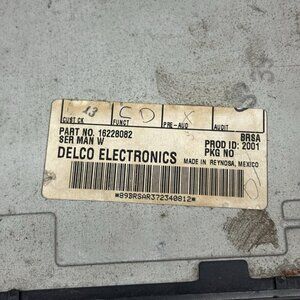 13 CD X
CUST CK FUNCT PRE-AUD AUDIT
PART NO. 16228082 BRSA
SER MAN W PROD ID: 2001
PKG NO
DELCO ELECTRONICS MADE IN REYNOSA, MEXICO
*89BRSAR372340812*